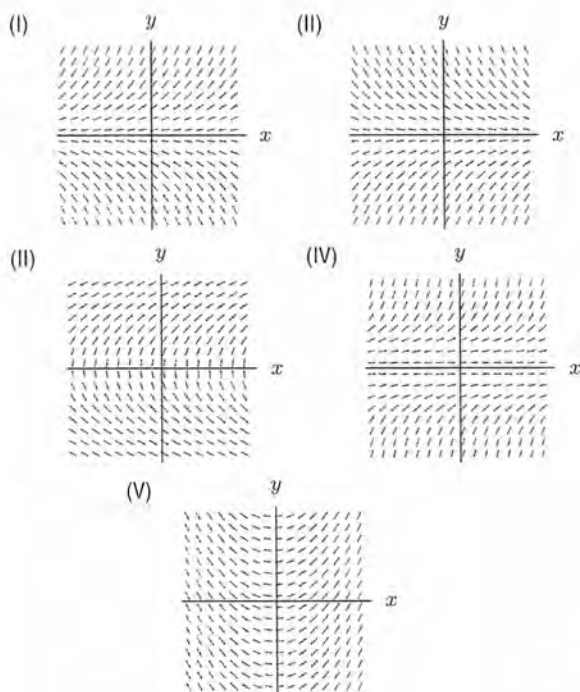 (I) y (II) y
x x
(II) y (IV) y
x x
(V) y
x